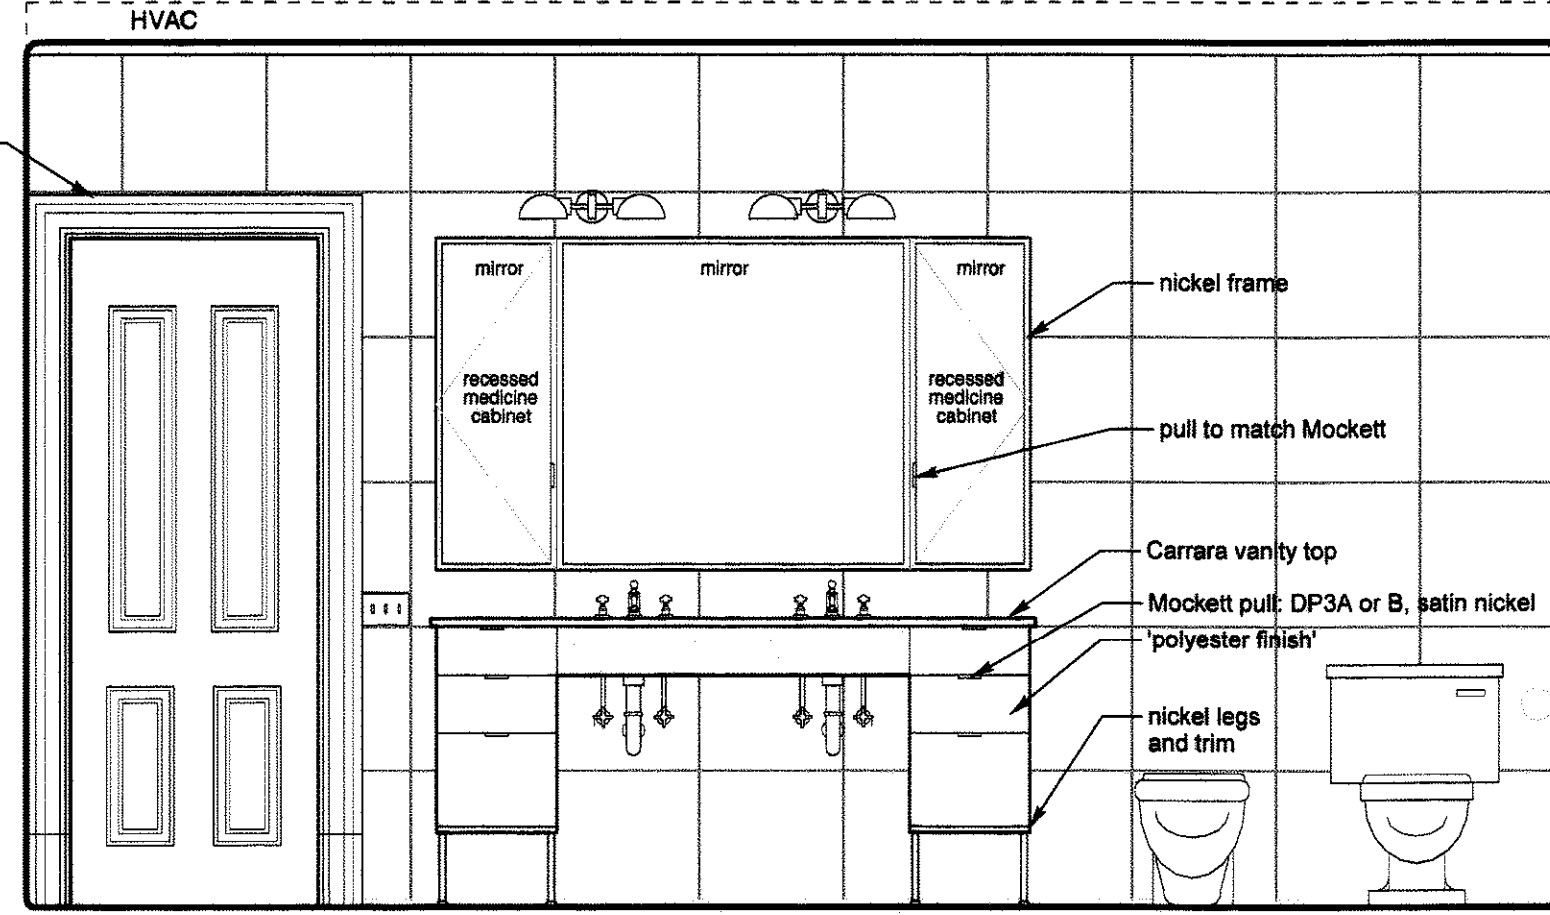 HVAC
mirror
mirror
mirror
nickel frame
recessed
medicine
cabinet
recessed
medicine
cabinet
pull to match Mockett
Carrara vanity top
Mockett pull: DP3A or B, satin nickel
'polyester finish'
nickel legs
and trim